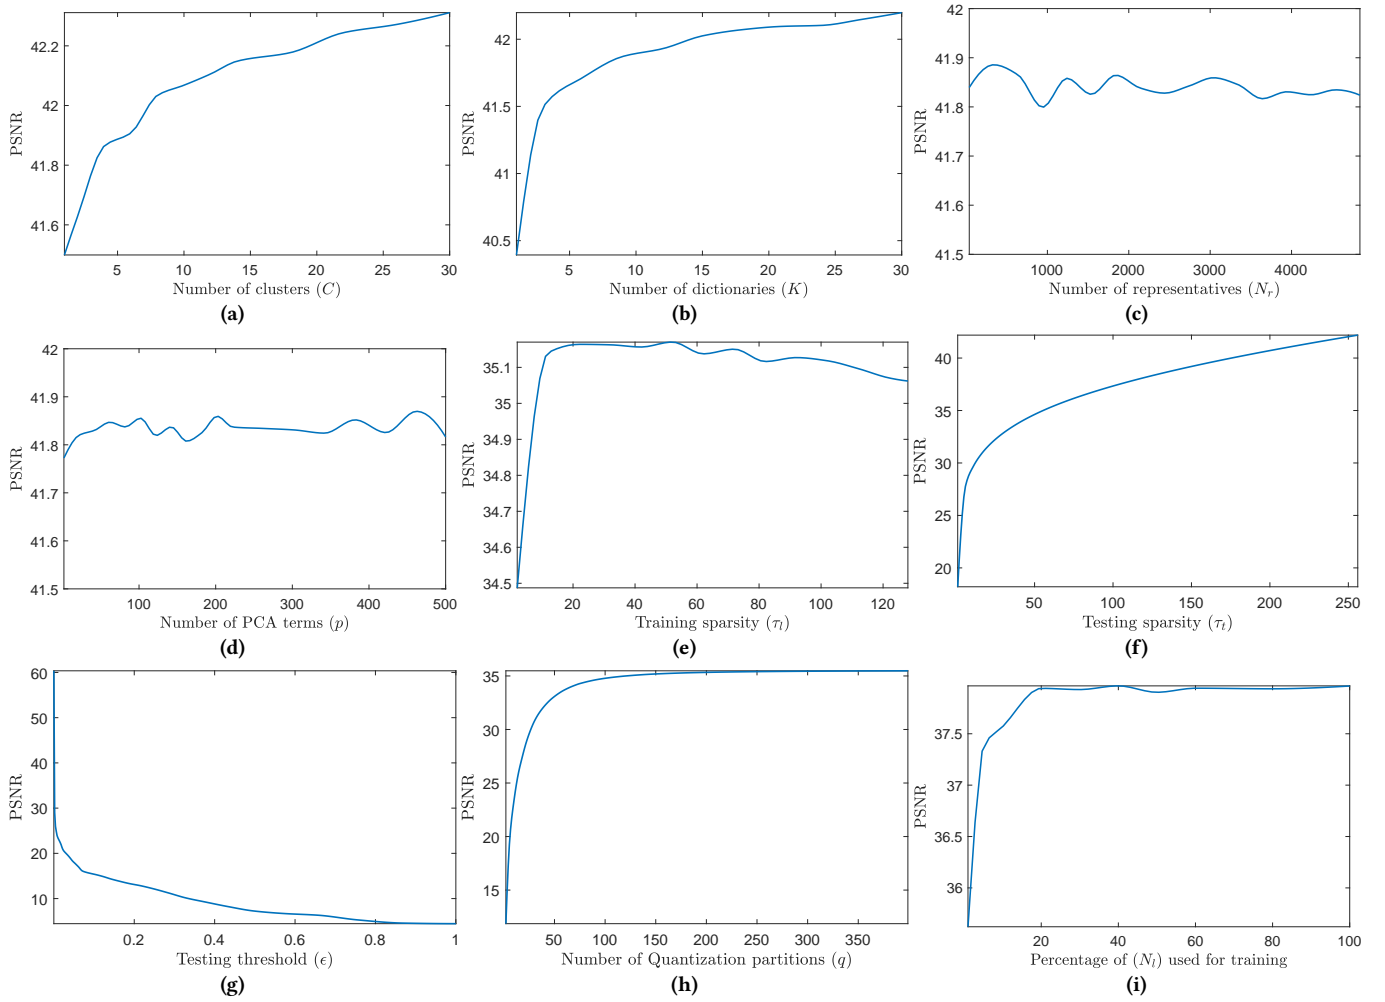 42.2
42
41.8
41.6
PSNR
5 10 15 20 25 30
Number of clusters (C)
(a)
42
41.5
41
40.5
PSNR
5 10 15 20 25 30
Number of dictionaries (K)
(b)
42
41.9
41.8
41.7
41.6
41.5
PSNR
1000 2000 3000 4000
Number of representatives (N_r)
(c)
42
41.9
41.8
41.7
41.6
41.5
PSNR
100 200 300 400 500
Number of PCA terms (p)
(d)
35.1
35
34.9
34.8
34.7
34.6
34.5
PSNR
20 40 60 80 100 120
Training sparsity (τ_l)
(e)
40
35
30
25
20
PSNR
50 100 150 200 250
Testing sparsity (τ_t)
(f)
60
50
40
30
20
10
PSNR
0.2 0.4 0.6 0.8 1
Testing threshold (ϵ)
(g)
35
30
25
20
15
PSNR
50 100 150 200 250 300 350
Number of Quantization partitions (q)
(h)
37.5
37
36.5
36
PSNR
20 40 60 80 100
Percentage of (N_l) used for training
(i)